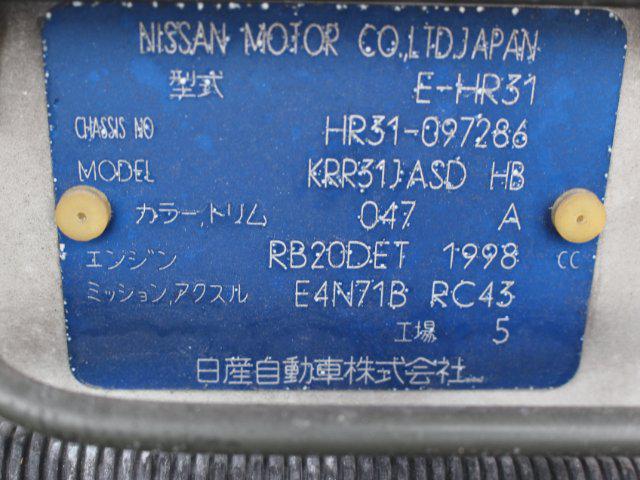 NISSAN MOTOR CO.,LTD.JAPAN
型式 E-HR31
CHASSIS NO HR31-097286
MODEL KRR31JASD HB
カラー,トリム 047 A
エンジン RB20DET 1998 CC
ミッション,アクスル E4N71B RC43
工場 5
日産自動車株式会社